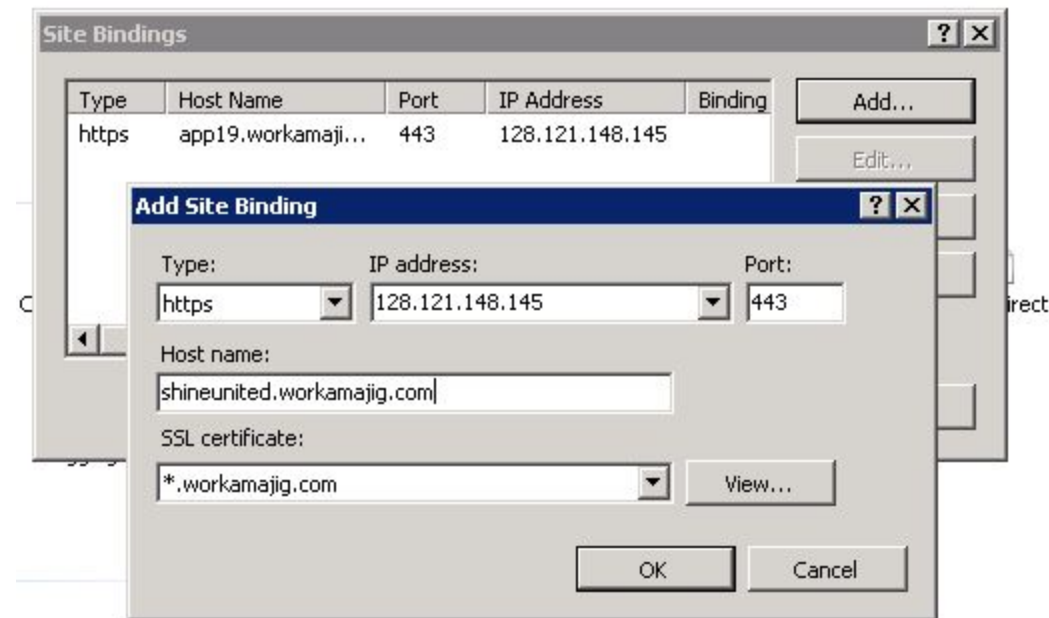 Site Bindings
Type Host Name Port IP Address Binding
https app19.workamaji... 443 128.121.148.145
Add...
Edit...
Add Site Binding
Type: IP address: Port:
https 128.121.148.145 443
Host name:
shineunited.workamajig.com
SSL certificate:
*.workamajig.com View...
OK Cancel
irect